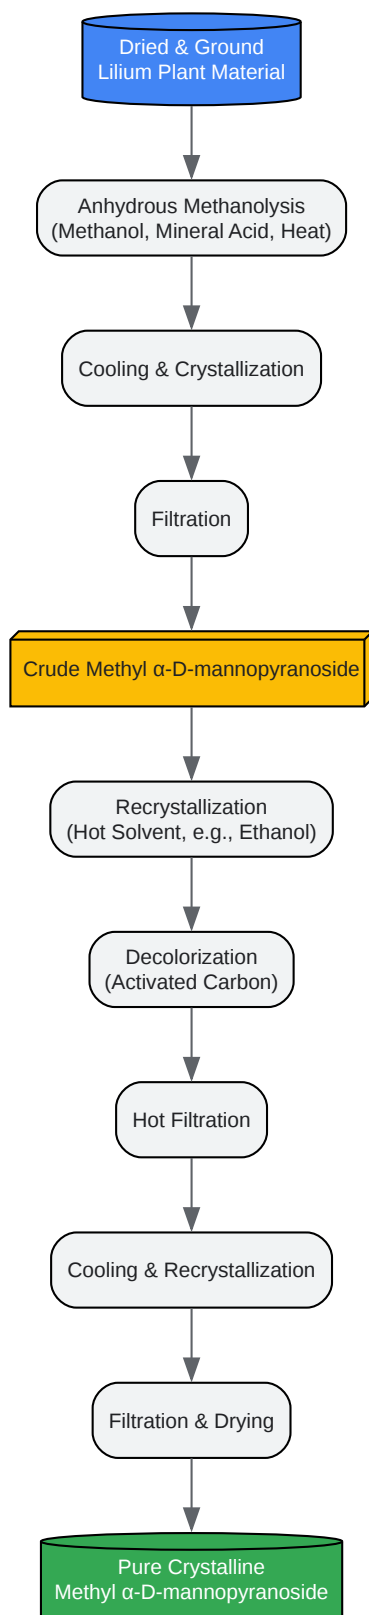 Dried & Ground
Lilium Plant Material
Anhydrous Methanolysis
(Methanol, Mineral Acid, Heat)
Cooling & Crystallization
Filtration
Crude Methyl α-D-mannopyranoside
Recrystallization
(Hot Solvent, e.g., Ethanol)
Decolorization
(Activated Carbon)
Hot Filtration
Cooling & Recrystallization
Filtration & Drying
Pure Crystalline
Methyl α-D-mannopyranoside